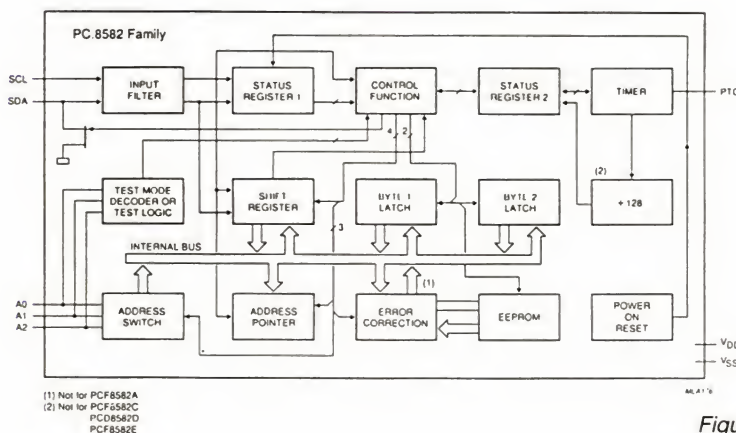 PC.8582 Family
SCL
SDA
INPUT
FILTER
STATUS
REGISTER 1
CONTROL
FUNCTION
STATUS
REGISTER 2
TIMER
PTC
4
2
(2)
÷ 128
TEST MODE
DECODER OR
TEST LOGIC
SHIFT
REGISTER
BYTE 1
LATCH
BYTE 2
LATCH
3
INTERNAL BUS
(1)
A0
A1
A2
ADDRESS
SWITCH
ADDRESS
POINTER
ERROR
CORRECTION
EEPROM
POWER
ON
RESET
VDD
VSS
(1) Not for PCF8582A
(2) Not for PCF8582C
PCD8582D
PCF8582E
Figu